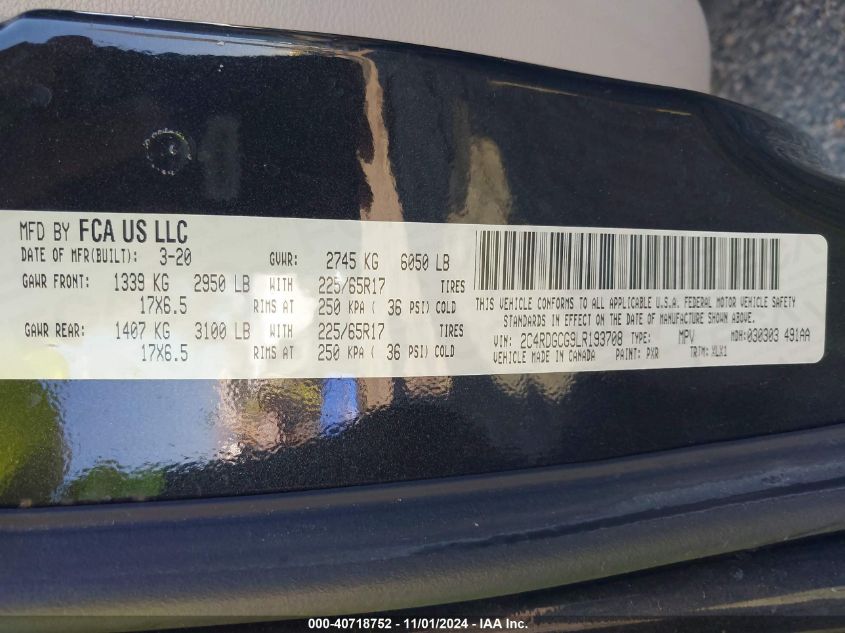 MFD BY FCA US LLC
DATE OF MFR(BUILT): 3-20 GVWR: 2745 KG 6050 LB
GAWR FRONT: 1339 KG 2950 LB WITH 225/65R17 TIRES
17X6.5 RIMS AT 250 KPA ( 36 PSI) COLD
GAWR REAR: 1407 KG 3100 LB WITH 225/65R17 TIRES
17X6.5 RIMS AT 250 KPA ( 36 PSI) COLD
THIS VEHICLE CONFORMS TO ALL APPLICABLE U.S.A. FEDERAL MOTOR VEHICLE SAFETY
STANDARDS IN EFFECT ON THE DATE OF MANUFACTURE SHOWN ABOVE.
VIN: 2C4RDGCG9LR193708 TYPE: MPV MDH:030303 491AA
VEHICLE MADE IN CANADA PAINT: PXR TRIM: XLX1
000-40718752 - 11/01/2024 - IAA Inc.